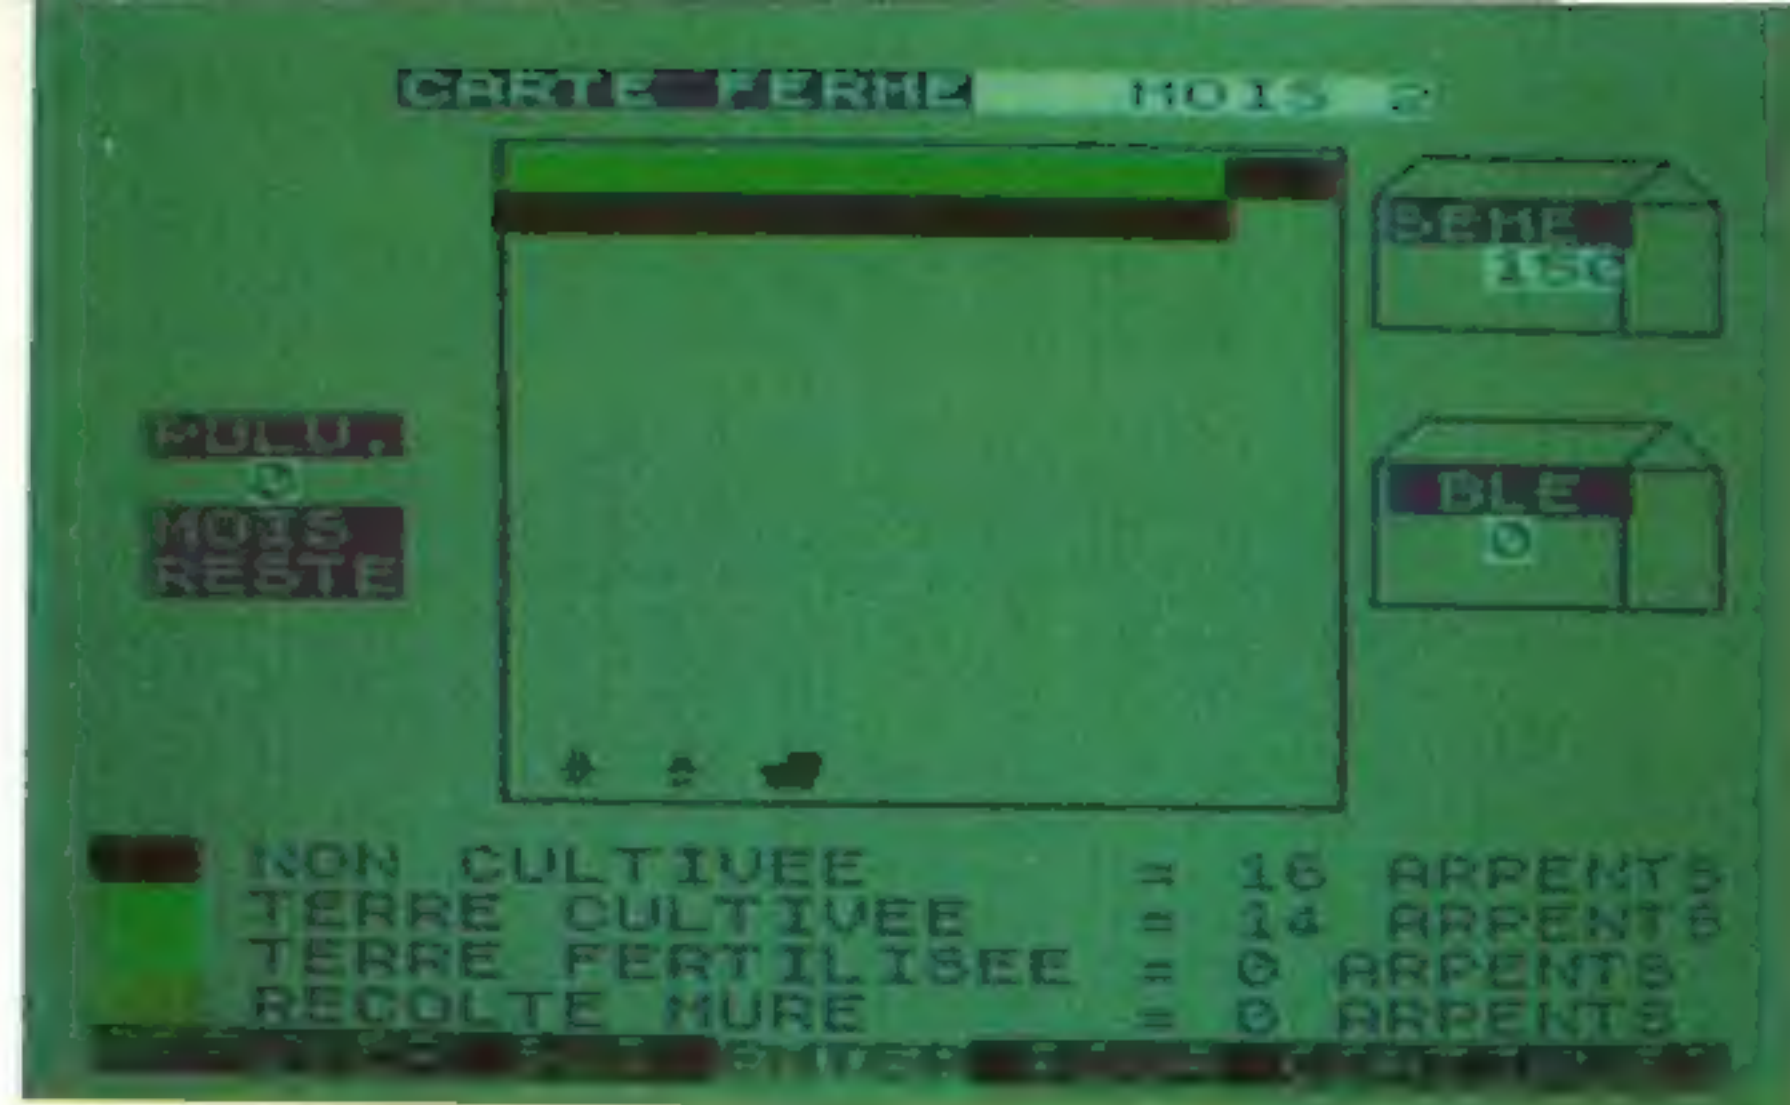 CARTE FERME MOIS 2
SEME.
150
PULV.
0
MOIS
RESTE
BLE
0
NON CULTIVEE = 16 ARPENTS
TERRE CULTIVEE = 14 ARPENTS
TERRE FERTILISEE = 0 ARPENTS
RECOLTE MURE = 0 ARPENTS